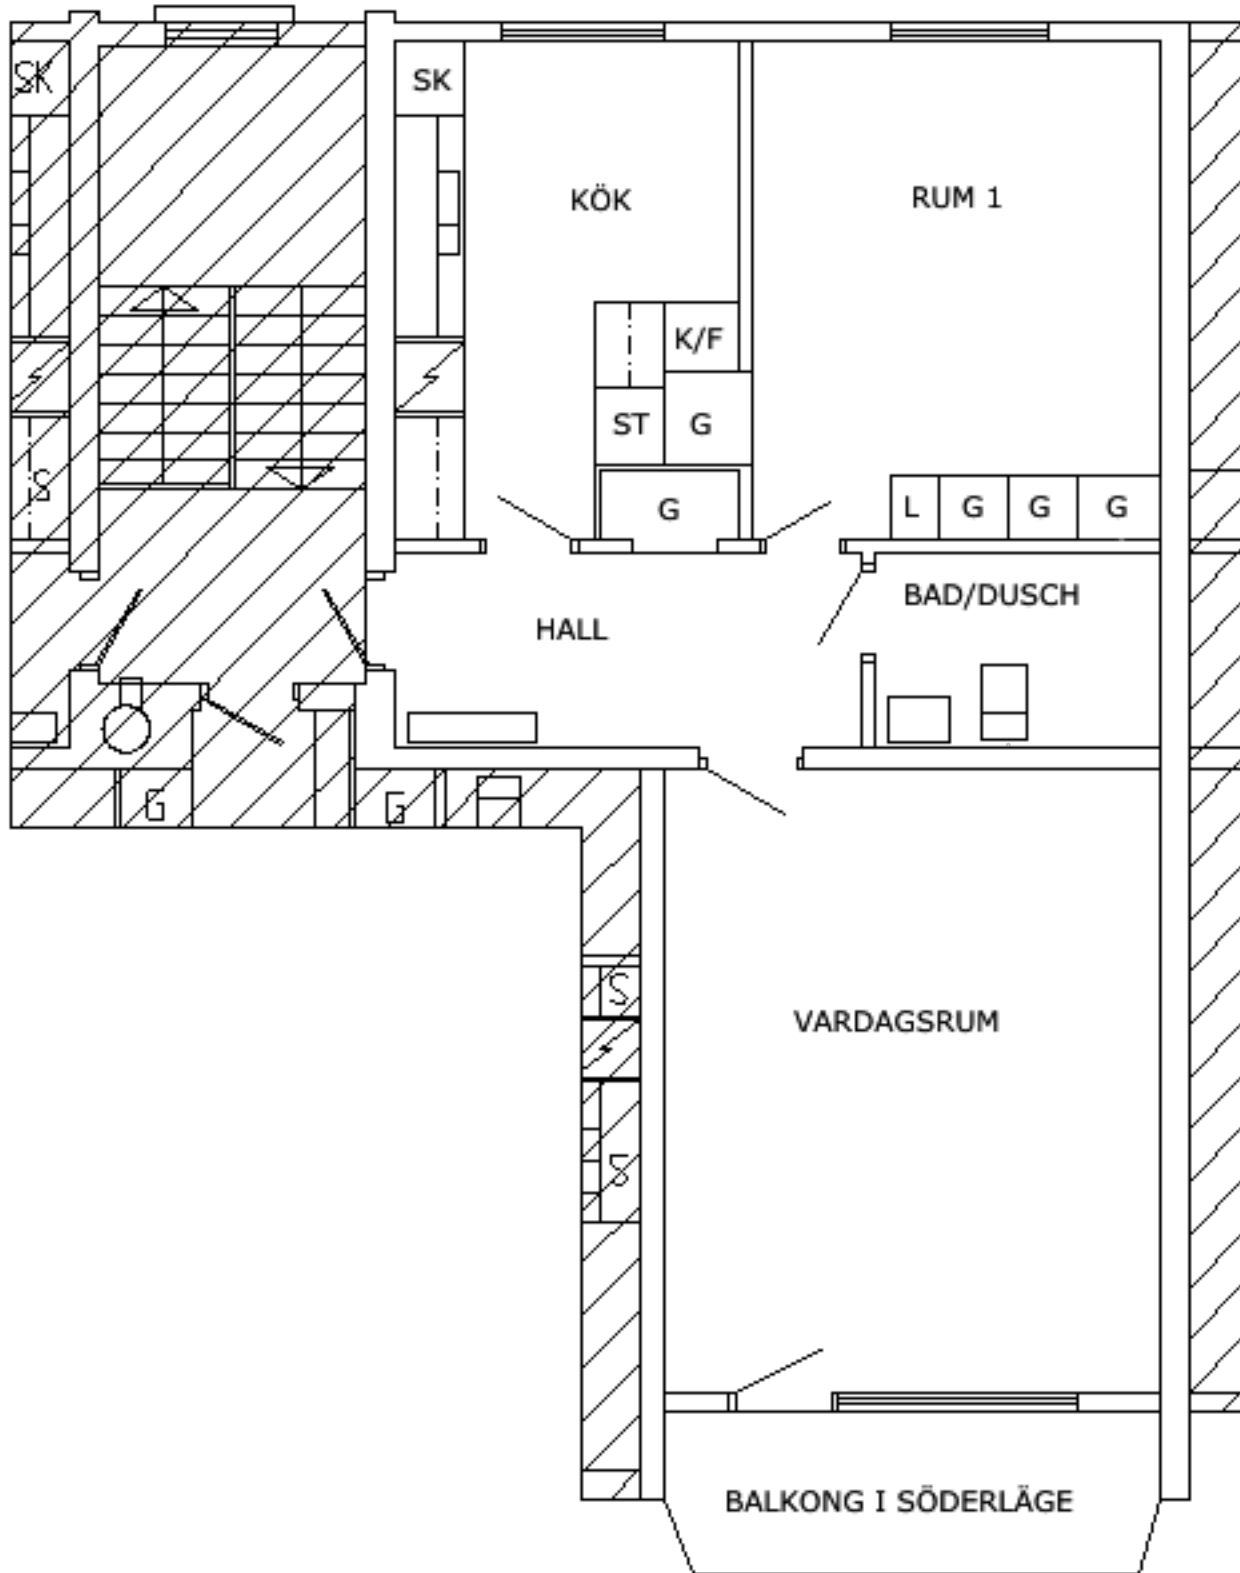 SK
SK
KÖK
RUM 1
K/F
ST
G
S
G
L
G
G
G
BAD/DUSCH
HALL
G
G
S
VARDAGSRUM
S
BALKONG I SÖDERLÄGE